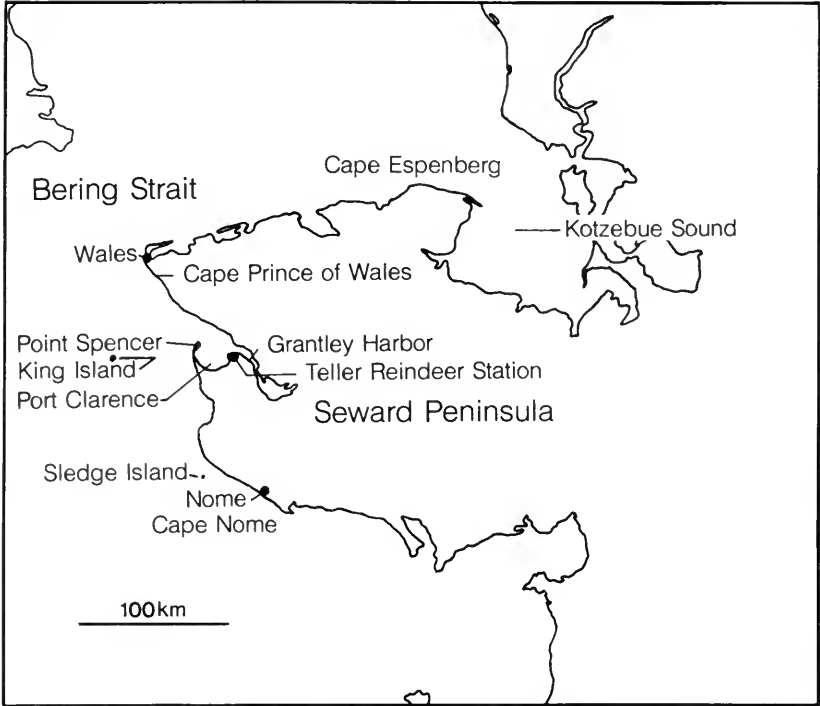 Cape Espenberg
Bering Strait
Kotzebue Sound
Wales
Cape Prince of Wales
Point Spencer
Grantley Harbor
King Island
Teller Reindeer Station
Port Clarence
Seward Peninsula
Sledge Island
Nome
Cape Nome
100km